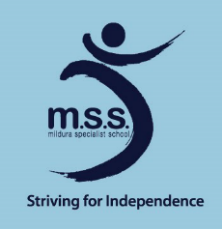 m.s.s.
mildura specialist school
Striving for Independence